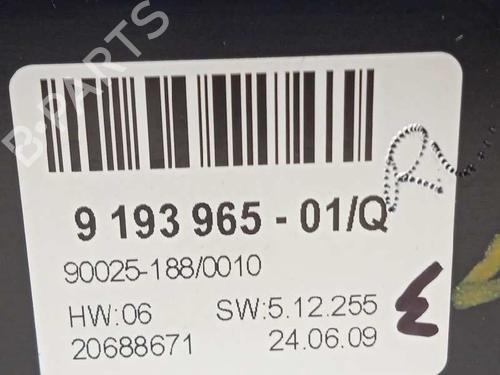 B-PARTS
9 193 965 - 01/Q
90025-188/0010
HW:06 SW:5.12.255
20688671 24.06.09